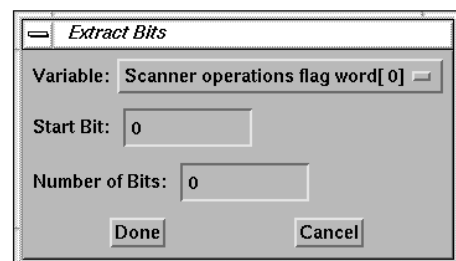 Extract Bits
Variable: Scanner operations flag word[ 0]
Start Bit: 0
Number of Bits: 0
Done Cancel